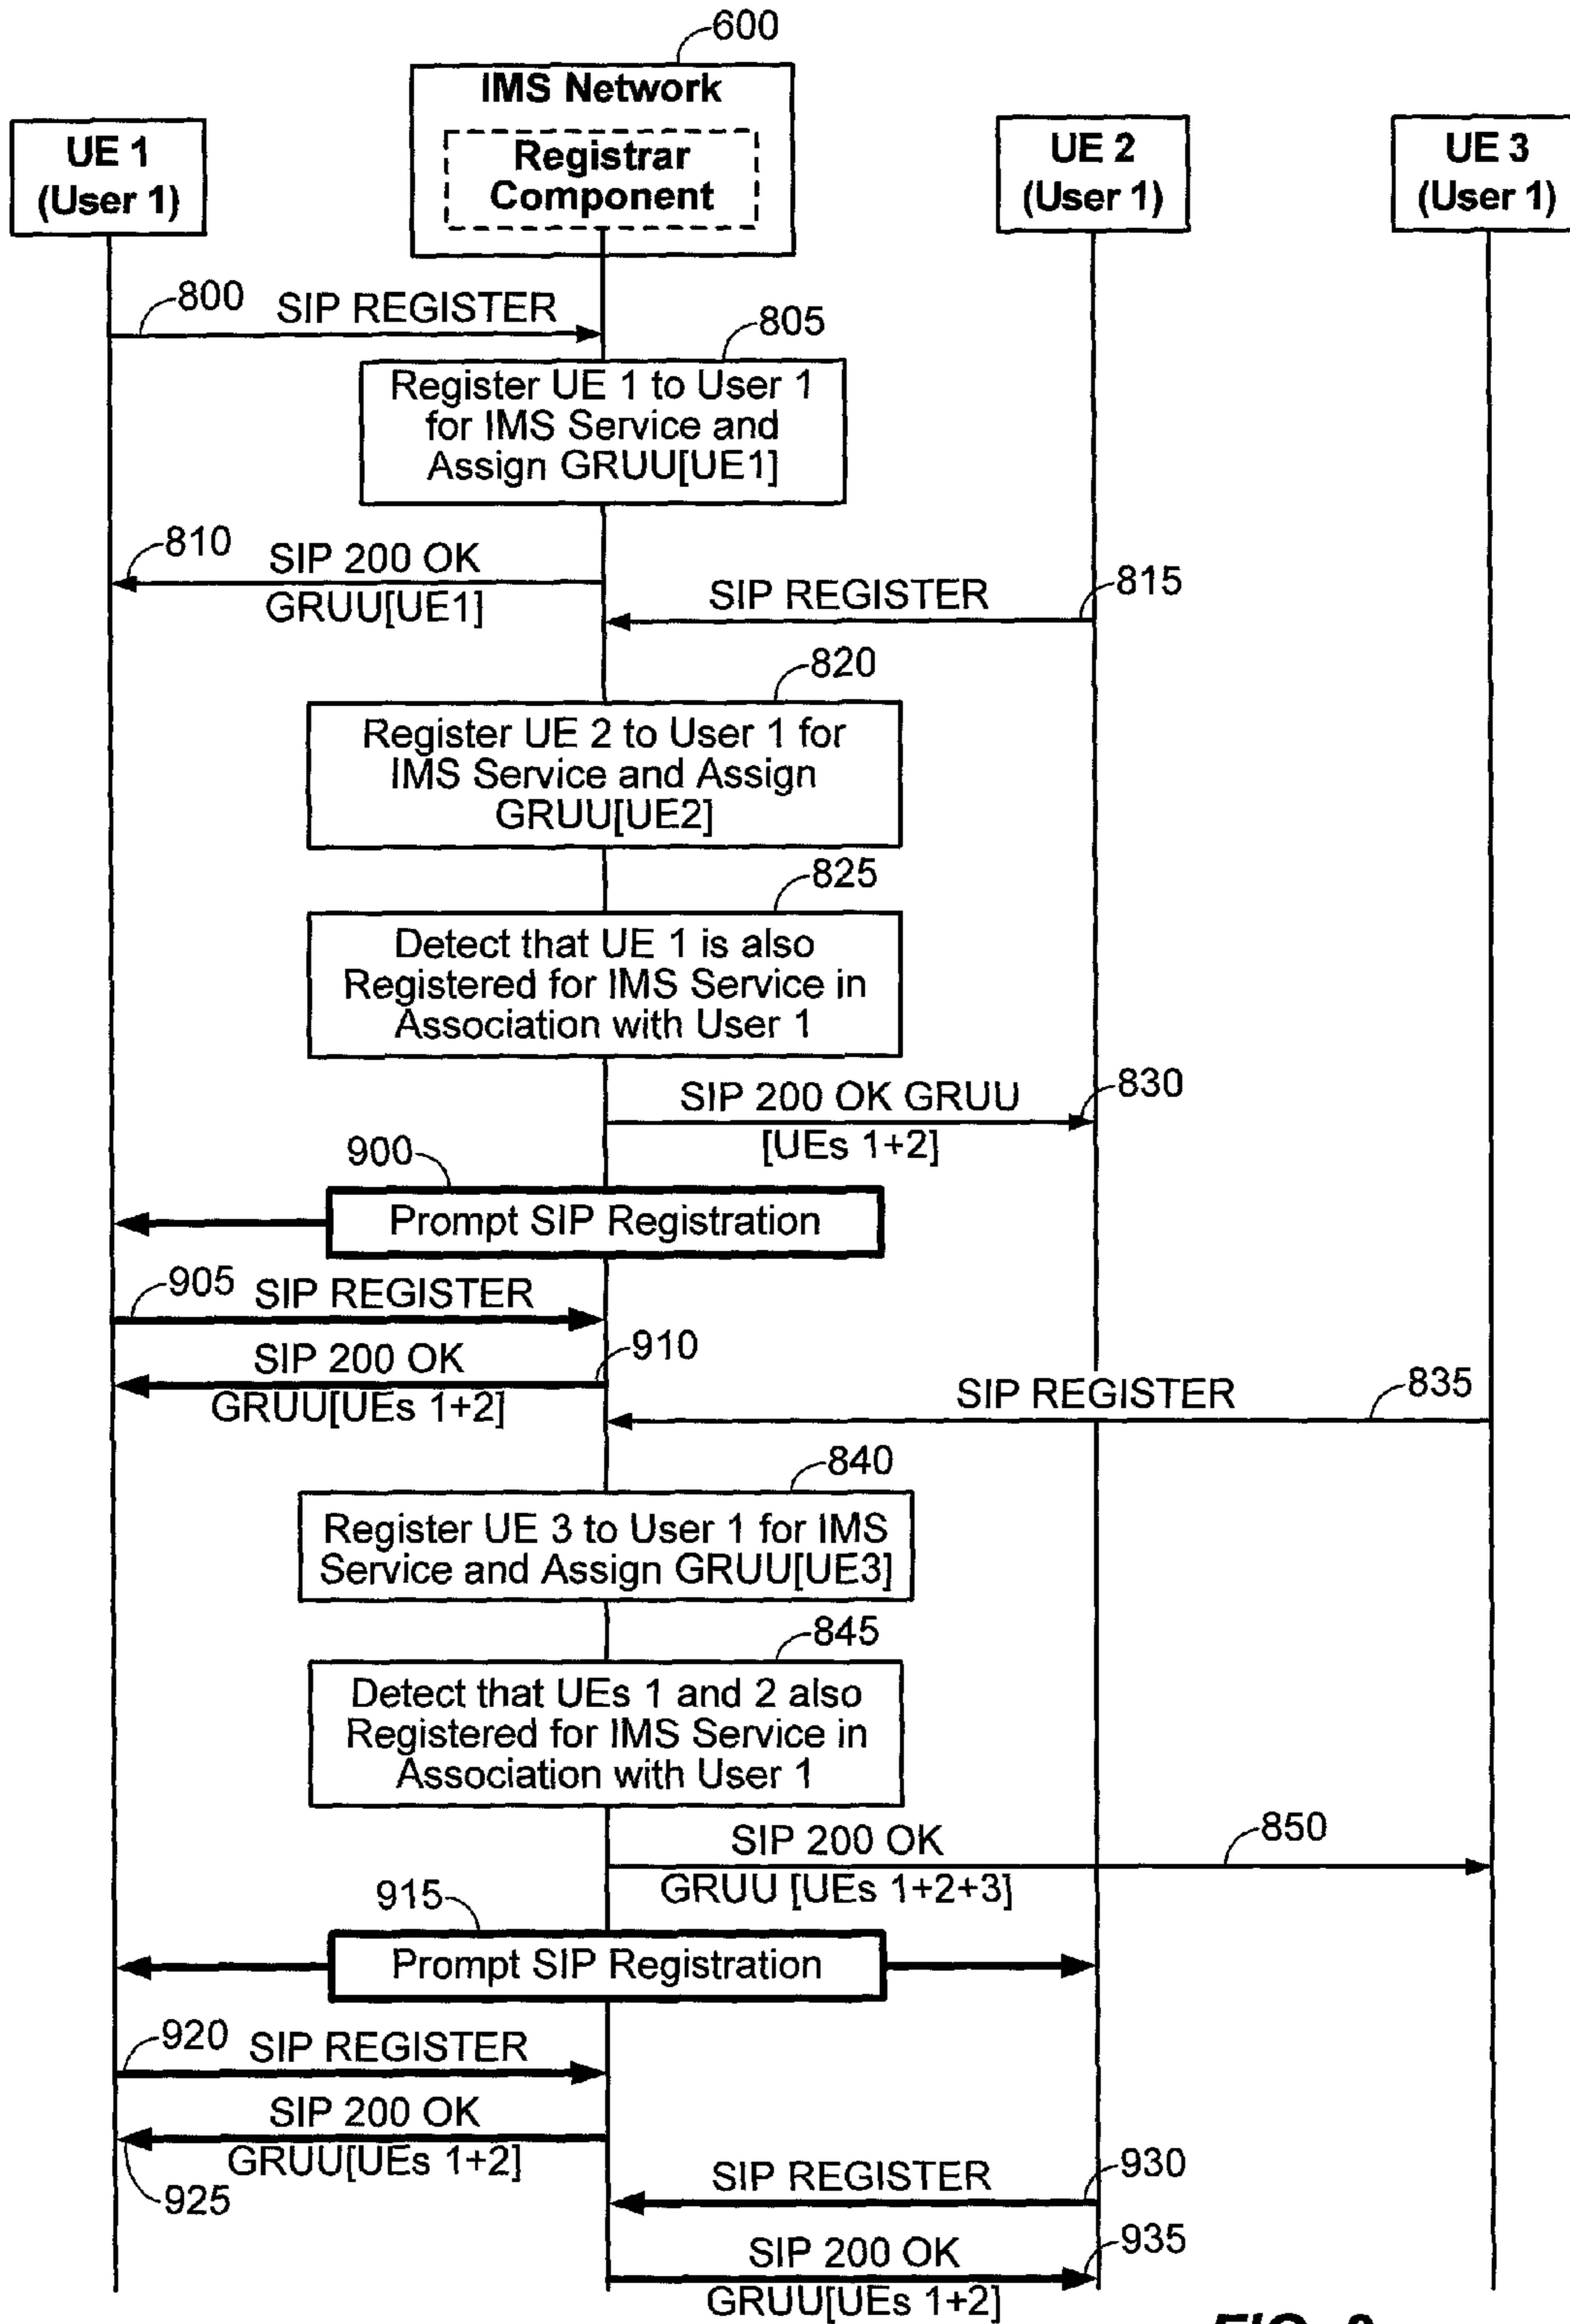 600
IMS Network
Registrar
Component
UE 1
(User 1)
UE 2
(User 1)
UE 3
(User 1)
800
SIP REGISTER
805
Register UE 1 to User 1
for IMS Service and
Assign GRUU[UE1]
810
SIP 200 OK
GRUU[UE1]
SIP REGISTER
815
820
Register UE 2 to User 1 for
IMS Service and Assign
GRUU[UE2]
825
Detect that UE 1 is also
Registered for IMS Service in
Association with User 1
SIP 200 OK GRUU
[UEs 1+2]
830
900
Prompt SIP Registration
905
SIP REGISTER
SIP 200 OK
GRUU[UEs 1+2]
910
SIP REGISTER
835
840
Register UE 3 to User 1 for IMS
Service and Assign GRUU[UE3]
845
Detect that UEs 1 and 2 also
Registered for IMS Service in
Association with User 1
SIP 200 OK
GRUU [UEs 1+2+3]
850
915
Prompt SIP Registration
920
SIP REGISTER
SIP 200 OK
GRUU[UEs 1+2]
925
SIP REGISTER
930
SIP 200 OK
GRUU[UEs 1+2]
935